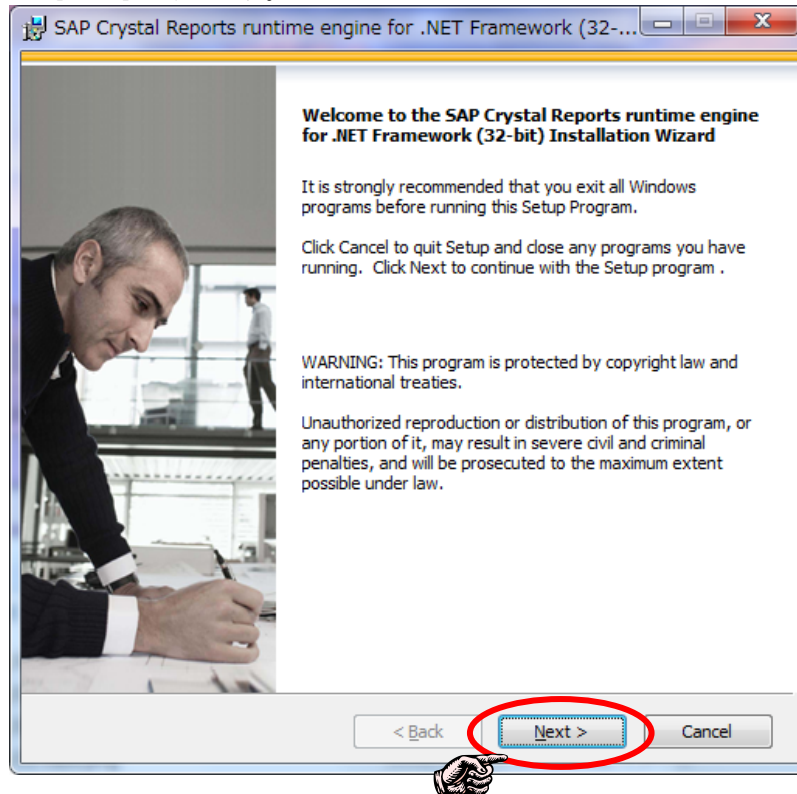 SAP Crystal Reports runtime engine for .NET Framework (32-...
Welcome to the SAP Crystal Reports runtime engine
for .NET Framework (32-bit) Installation Wizard
It is strongly recommended that you exit all Windows
programs before running this Setup Program.
Click Cancel to quit Setup and close any programs you have
running.  Click Next to continue with the Setup program .
WARNING: This program is protected by copyright law and
international treaties.
Unauthorized reproduction or distribution of this program, or
any portion of it, may result in severe civil and criminal
penalties, and will be prosecuted to the maximum extent
possible under law.
< Back Next > Cancel